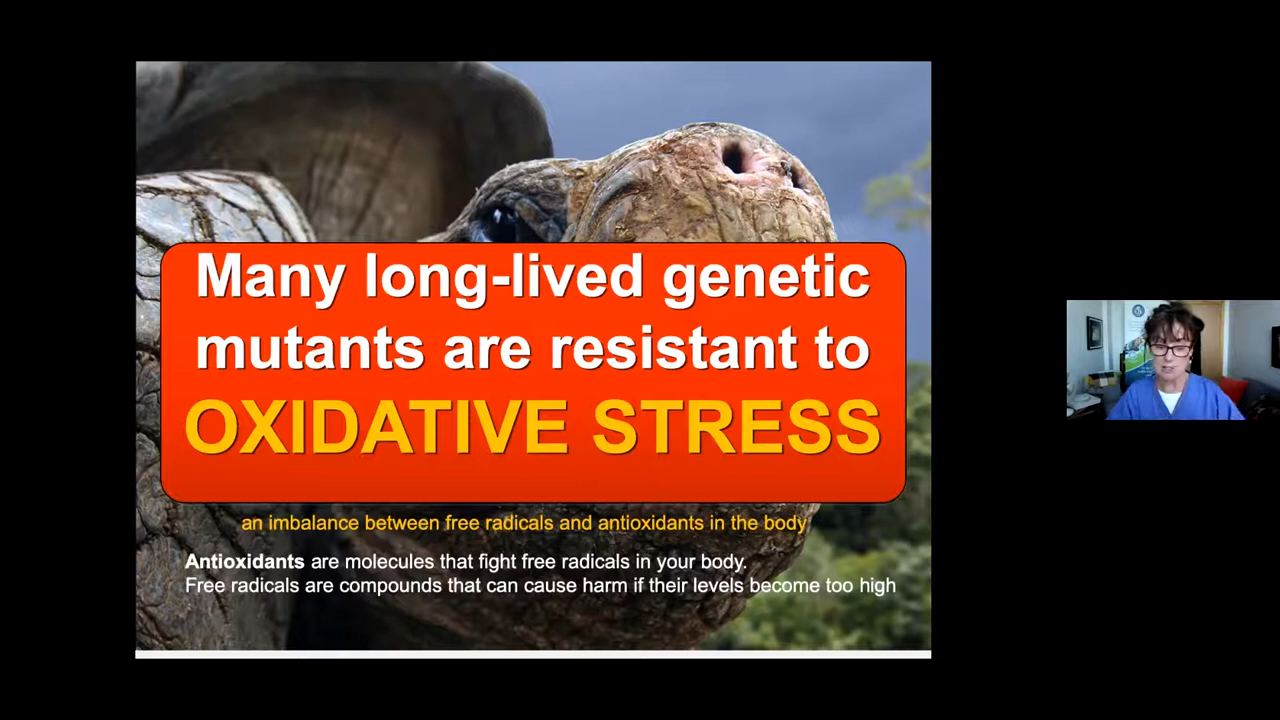 Many long-lived genetic
mutants are resistant to
OXIDATIVE STRESS
an imbalance between free radicals and antioxidants in the body
Antioxidants are molecules that fight free radicals in your body.
Free radicals are compounds that can cause harm if their levels become too high